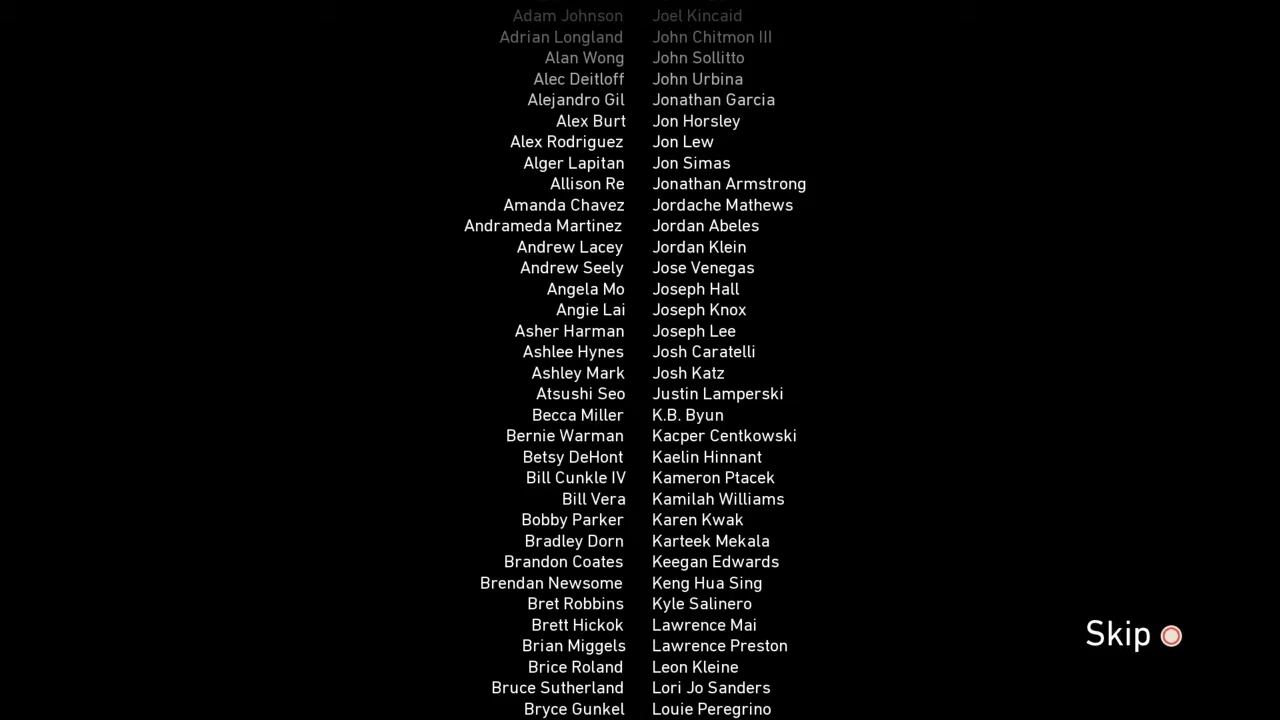 Adam Johnson Joel Kincaid
Adrian Longland John Chitmon III
Alan Wong John Sollitto
Alec Deitloff John Urbina
Alejandro Gil Jonathan Garcia
Alex Burt Jon Horsley
Alex Rodriguez Jon Lew
Alger Lapitan Jon Simas
Allison Re Jonathan Armstrong
Amanda Chavez Jordache Mathews
Andrameda Martinez Jordan Abeles
Andrew Lacey Jordan Klein
Andrew Seely Jose Venegas
Angela Mo Joseph Hall
Angie Lai Joseph Knox
Asher Harman Joseph Lee
Ashlee Hynes Josh Caratelli
Ashley Mark Josh Katz
Atsushi Seo Justin Lamperski
Becca Miller K.B. Byun
Bernie Warman Kacper Centkowski
Betsy DeHont Kaelin Hinnant
Bill Cunkle IV Kameron Ptacek
Bill Vera Kamilah Williams
Bobby Parker Karen Kwak
Bradley Dorn Karteek Mekala
Brandon Coates Keegan Edwards
Brendan Newsome Keng Hua Sing
Bret Robbins Kyle Salinero
Brett Hickok Lawrence Mai
Brian Miggels Lawrence Preston
Brice Roland Leon Kleine
Bruce Sutherland Lori Jo Sanders
Bryce Gunkel Louie Peregrino
Skip